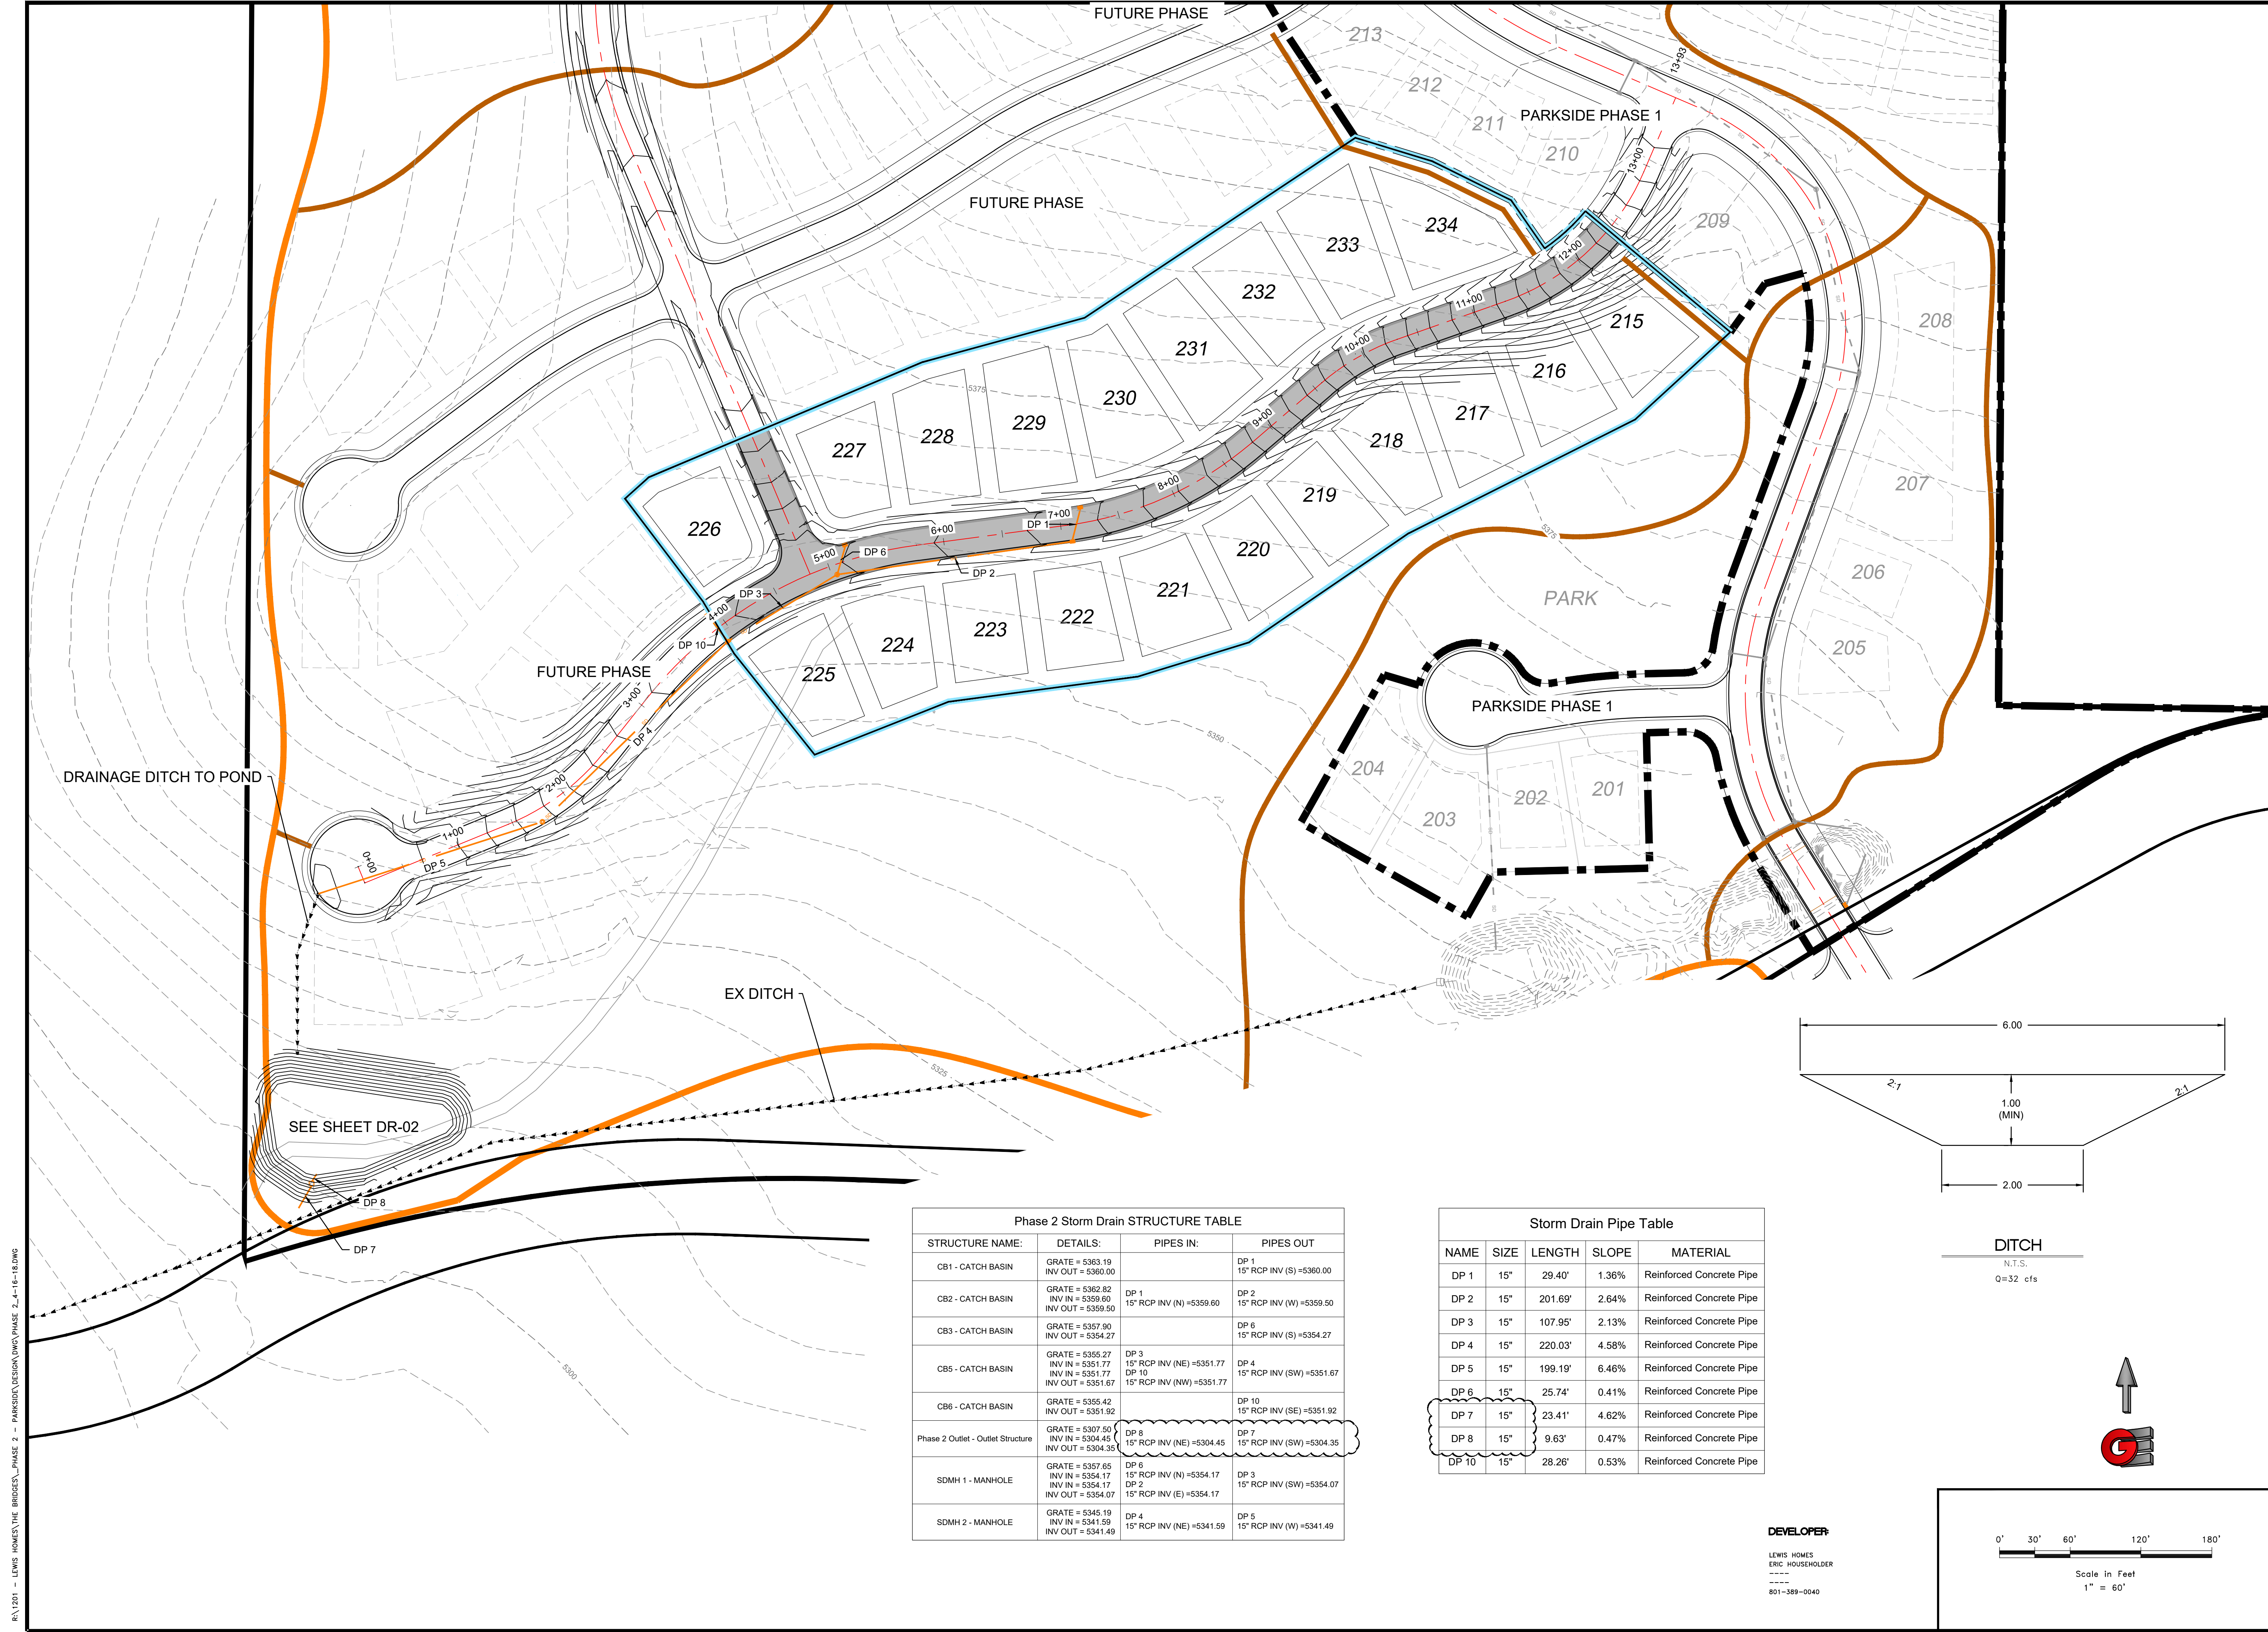 FUTURE PHASE
213
212
211
210
PARKSIDE PHASE 1
13+93
13+00
209
208
207
206
205
FUTURE PHASE
234
233
232
231
230
229
228
227
226
12+00
11+00
10+00
9+00
8+00
7+00
6+00
5+00
4+00
215
216
217
218
219
220
221
222
223
224
225
5375
5375
DP 1
DP 6
DP 2
DP 3
DP 10
PARK
FUTURE PHASE
3+00
DP 4
2+00
1+00
0+00
DP 5
PARKSIDE PHASE 1
204
203
202
201
5350
DRAINAGE DITCH TO POND
EX DITCH
5325
SEE SHEET DR-02
DP 8
DP 7
5300
6.00
2:1
2:1
1.00
(MIN)
2.00
DITCH
N.T.S.
Q=32 cfs
Phase 2 Storm Drain STRUCTURE TABLE
STRUCTURE NAME: DETAILS: PIPES IN: PIPES OUT
CB1 - CATCH BASIN
GRATE = 5363.19
INV OUT = 5360.00
DP 1
15" RCP INV (S) =5360.00
CB2 - CATCH BASIN
GRATE = 5362.82
INV IN = 5359.60
INV OUT = 5359.50
DP 1
15" RCP INV (N) =5359.60
DP 2
15" RCP INV (W) =5359.50
CB3 - CATCH BASIN
GRATE = 5357.90
INV OUT = 5354.27
DP 6
15" RCP INV (S) =5354.27
CB5 - CATCH BASIN
GRATE = 5355.27
INV IN = 5351.77
INV IN = 5351.77
INV OUT = 5351.67
DP 3
15" RCP INV (NE) =5351.77
DP 10
15" RCP INV (NW) =5351.77
DP 4
15" RCP INV (SW) =5351.67
CB6 - CATCH BASIN
GRATE = 5355.42
INV OUT = 5351.92
DP 10
15" RCP INV (SE) =5351.92
Phase 2 Outlet - Outlet Structure
GRATE = 5307.50
INV IN = 5304.45
INV OUT = 5304.35
DP 8
15" RCP INV (NE) =5304.45
DP 7
15" RCP INV (SW) =5304.35
SDMH 1 - MANHOLE
GRATE = 5357.65
INV IN = 5354.17
INV IN = 5354.17
INV OUT = 5354.07
DP 6
15" RCP INV (N) =5354.17
DP 2
15" RCP INV (E) =5354.17
DP 3
15" RCP INV (SW) =5354.07
SDMH 2 - MANHOLE
GRATE = 5345.19
INV IN = 5341.59
INV OUT = 5341.49
DP 4
15" RCP INV (NE) =5341.59
DP 5
15" RCP INV (W) =5341.49
Storm Drain Pipe Table
NAME SIZE LENGTH SLOPE MATERIAL
DP 1 15" 29.40' 1.36% Reinforced Concrete Pipe
DP 2 15" 201.69' 2.64% Reinforced Concrete Pipe
DP 3 15" 107.95' 2.13% Reinforced Concrete Pipe
DP 4 15" 220.03' 4.58% Reinforced Concrete Pipe
DP 5 15" 199.19' 6.46% Reinforced Concrete Pipe
DP 6 15" 25.74' 0.41% Reinforced Concrete Pipe
DP 7 15" 23.41' 4.62% Reinforced Concrete Pipe
DP 8 15" 9.63' 0.47% Reinforced Concrete Pipe
DP 10 15" 28.26' 0.53% Reinforced Concrete Pipe
DEVELOPER:
LEWIS HOMES
ERIC HOUSEHOLDER
----
----
801-389-0040
0' 30' 60' 120' 180'
Scale in Feet
1" = 60'
R:\1201 - LEWIS HOMES\THE BRIDGES\_PHASE 2 - PARKSIDE\DESIGN\DWG\PHASE 2_4-16-18.DWG